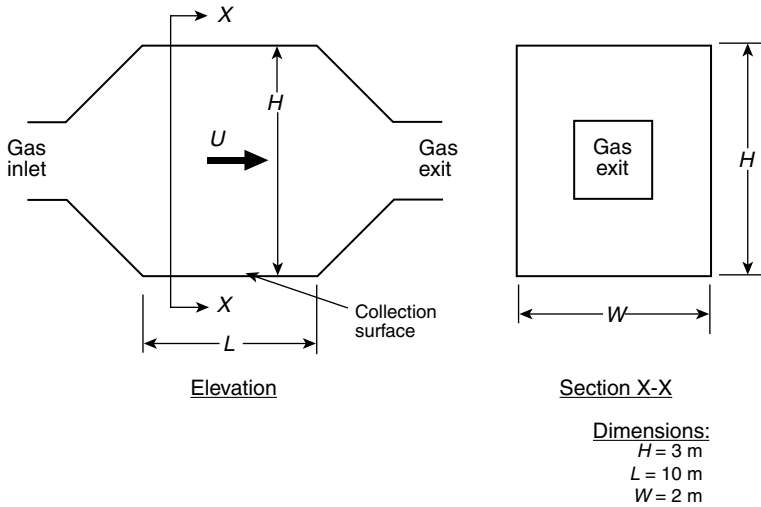 X
Gas
inlet
U
H
Gas
exit
X
Collection
surface
L
Elevation
Gas
exit
H
W
Section X-X
Dimensions:
H = 3 m
L = 10 m
W = 2 m